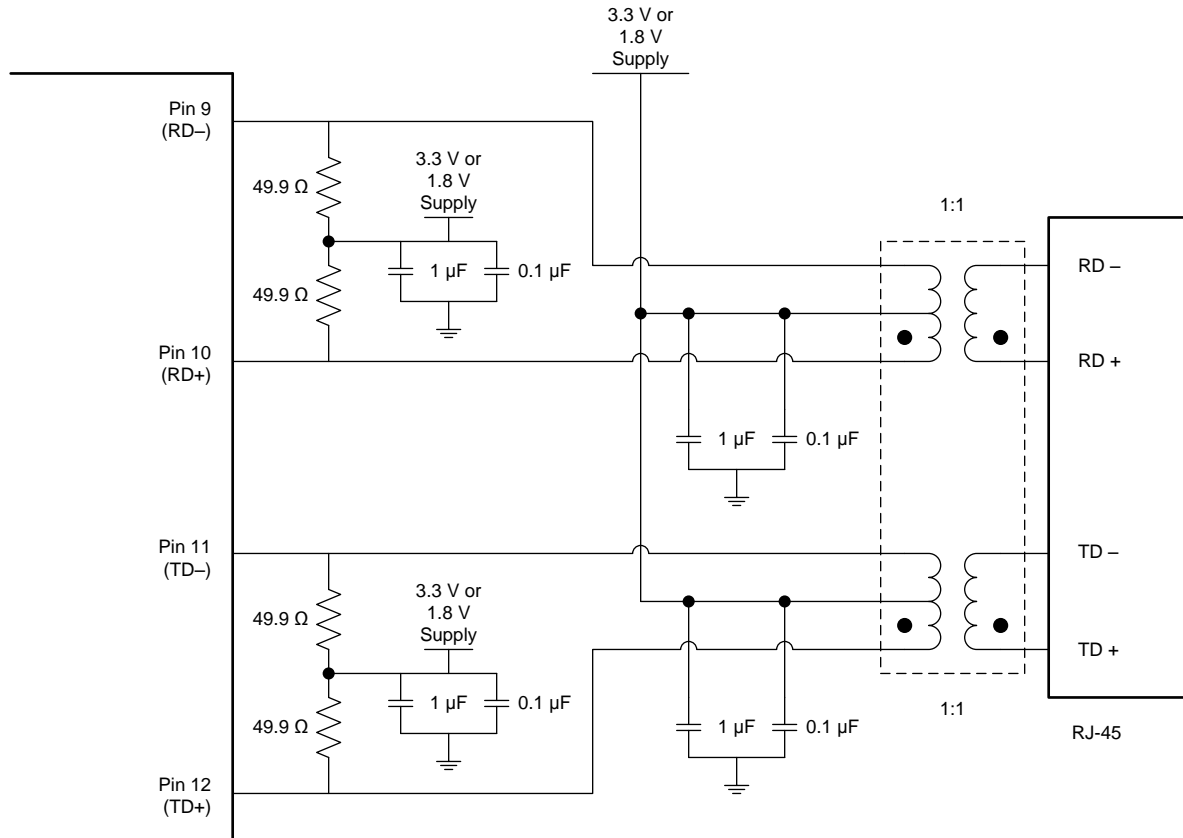 3.3 V or
1.8 V
Supply
Pin 9
(RD–)
3.3 V or
1.8 V
Supply
49.9 Ω
1:1
1 µF
0.1 µF
RD –
49.9 Ω
Pin 10
(RD+)
RD +
1 µF
0.1 µF
Pin 11
(TD–)
TD –
3.3 V or
1.8 V
Supply
49.9 Ω
TD +
1 µF
0.1 µF
49.9 Ω
1 µF
0.1 µF
1:1
RJ-45
Pin 12
(TD+)